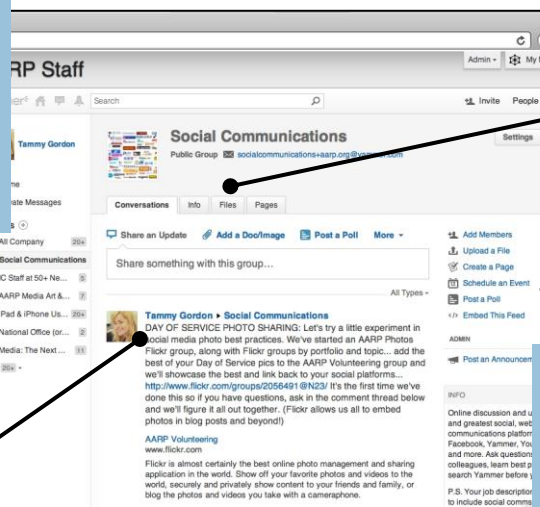 RP Staff
Admin
My
Search
Invite People
Tammy Gordon
Social Communications
Public Group socialcommunications+aarp.org@yammer.com
Settings
Conversations Info Files Pages
Messages
All Company 20+
Social Communications
C Staff at 50+ Ne... 5
AARP Media Art &... 7
iPad & iPhone Us... 20+
National Office (or... 2
Media: The Next ... 11
20+
Share an Update Add a Doc/Image Post a Poll More
Share something with this group...
All Types
Tammy Gordon ▸ Social Communications
DAY OF SERVICE PHOTO SHARING: Let's try a little experiment in
social media photo best practices. We've started an AARP Photos
Flickr group, along with Flickr groups by portfolio and topic... add the
best of your Day of Service pics to the AARP Volunteering group and
we'll showcase the best and link back to your social platforms...
http://www.flickr.com/groups/2056491@N23/ It's the first time we've
done this so if you have questions, ask in the comment thread below
and we'll figure it all out together. (Flickr allows us all to embed
photos in blog posts and beyond!)
AARP Volunteering
www.flickr.com
Flickr is almost certainly the best online photo management and sharing
application in the world. Show off your favorite photos and videos to the
world, securely and privately show content to your friends and family, or
blog the photos and videos you take with a cameraphone.
Add Members
Upload a File
Create a Page
Schedule an Event
Post a Poll
Embed This Feed
ADMIN
Post an Announcem
INFO
Online discussion and u
and greatest social, web
communications platform
Facebook, Yammer, You
and more. Ask questions
colleagues, learn best p
search Yammer before y
P.S. Your job description
to include social comms